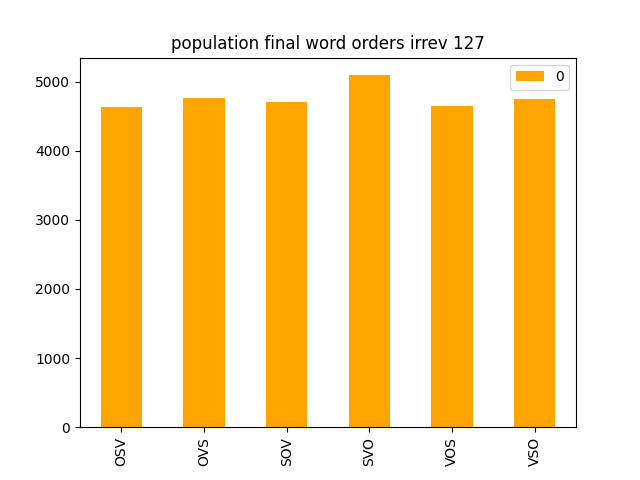 population final word orders irrev 127
0
5000
4000
3000
2000
1000
0
OSV
OVS
SOV
SVO
VOS
VSO